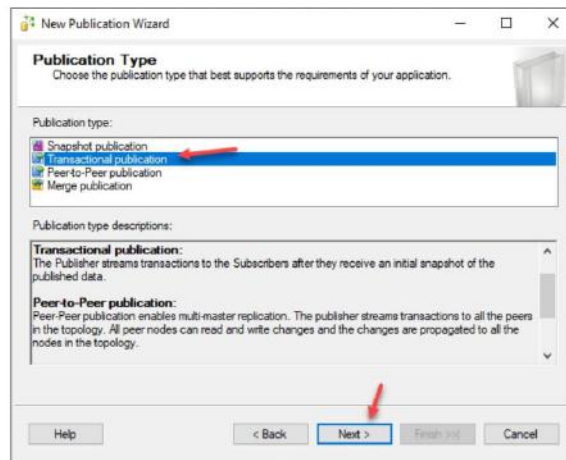 New Publication Wizard
Publication Type
Choose the publication type that best supports the requirements of your application.
Publication type:
Snapshot publication
Transactional publication
Peer-to-Peer publication
Merge publication
Publication type descriptions:
Transactional publication:
The Publisher streams transactions to the Subscribers after they receive an initial snapshot of the
published data.
Peer-to-Peer publication:
Peer-Peer publication enables multi-master replication. The publisher streams transactions to all the peers
in the topology. All peer nodes can read and write changes and the changes are propagated to all the
nodes in the topology.
Help
< Back
Next >
Finish >>|
Cancel